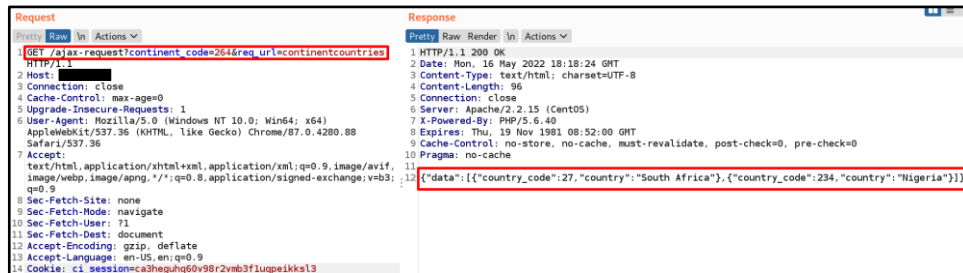 Request
Pretty Raw \n Actions
1 GET /ajax-request?continent_code=264&req_url=continentcountries
HTTP/1.1
2 Host:
3 Connection: close
4 Cache-Control: max-age=0
5 Upgrade-Insecure-Requests: 1
6 User-Agent: Mozilla/5.0 (Windows NT 10.0; Win64; x64)
AppleWebKit/537.36 (KHTML, like Gecko) Chrome/87.0.4280.88
Safari/537.36
7 Accept:
text/html,application/xhtml+xml,application/xml;q=0.9,image/avif,
image/webp,image/apng,*/*;q=0.8,application/signed-exchange;v=b3;
q=0.9
8 Sec-Fetch-Site: none
9 Sec-Fetch-Mode: navigate
10 Sec-Fetch-User: ?1
11 Sec-Fetch-Dest: document
12 Accept-Encoding: gzip, deflate
13 Accept-Language: en-US,en;q=0.9
14 Cookie: ci_session=ca3heguhq60v98r2vmb3f1uqpeikksl3
Response
Pretty Raw Render \n Actions
1 HTTP/1.1 200 OK
2 Date: Mon, 16 May 2022 18:18:24 GMT
3 Content-Type: text/html; charset=UTF-8
4 Content-Length: 96
5 Connection: close
6 Server: Apache/2.2.15 (CentOS)
7 X-Powered-By: PHP/5.6.40
8 Expires: Thu, 19 Nov 1981 08:52:00 GMT
9 Cache-Control: no-store, no-cache, must-revalidate, post-check=0, pre-check=0
10 Pragma: no-cache
11
12 {"data":[{"country_code":27,"country":"South Africa"},{"country_code":234,"country":"Nigeria"}]}